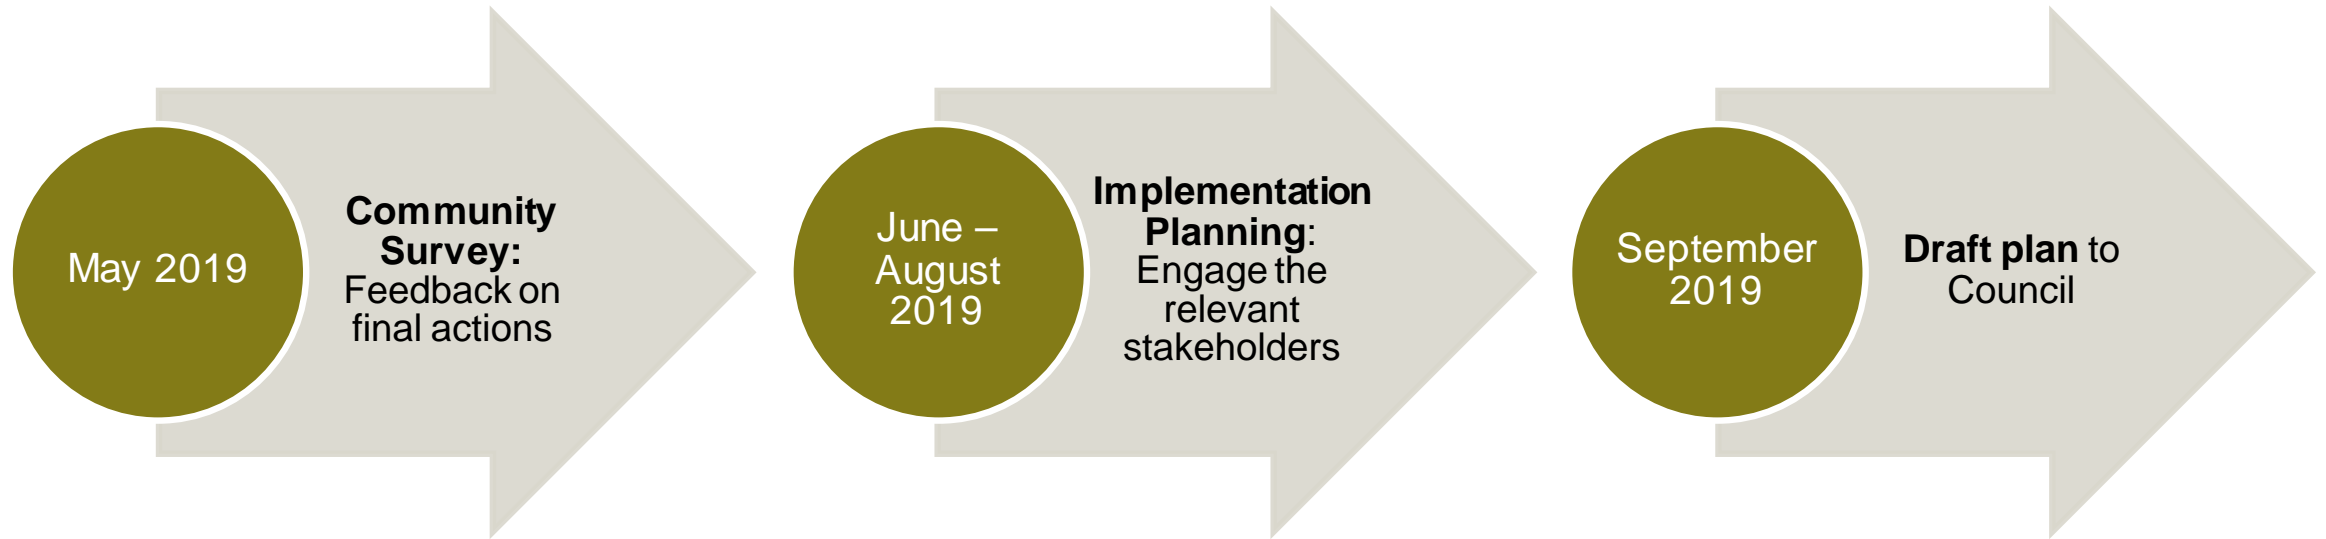 May 2019
Community
Survey:
Feedback on
final actions
June –
August
2019
Implementation
Planning:
Engage the
relevant
stakeholders
September
2019
Draft plan to
Council